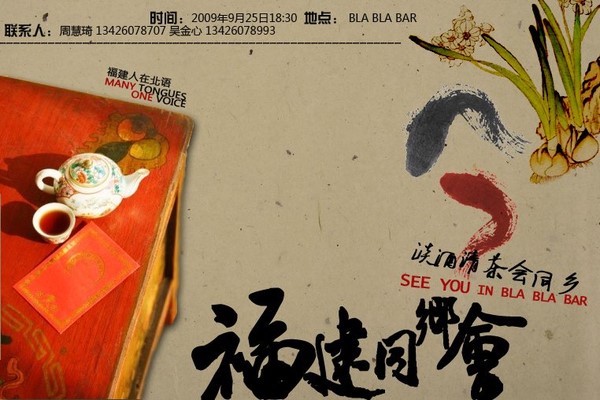 时间：2009年9月25日18:30 地点： BLA BLA BAR
联系人：周慧琦 13426078707 吴金心 13426078993
福建人在北语
MANY TONGUES
ONE VOICE
淡酒清茶会同乡
SEE YOU IN BLA BLA BAR
福建同鄉會